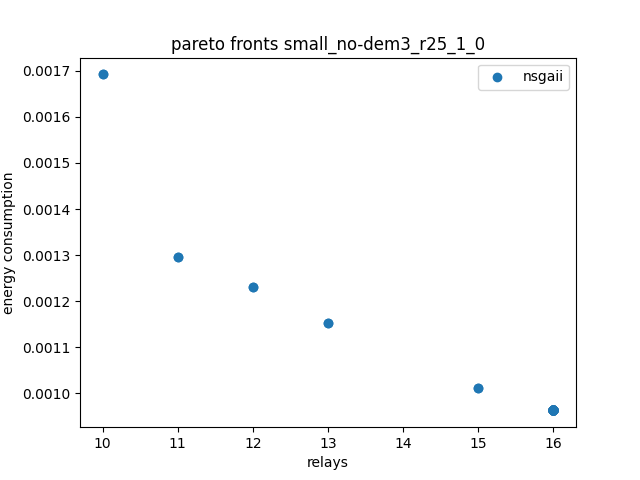 pareto fronts small_no-dem3_r25_1_0
nsgaii
0.0017
0.0016
0.0015
0.0014
0.0013
0.0012
0.0011
0.0010
energy consumption
10 11 12 13 14 15 16
relays